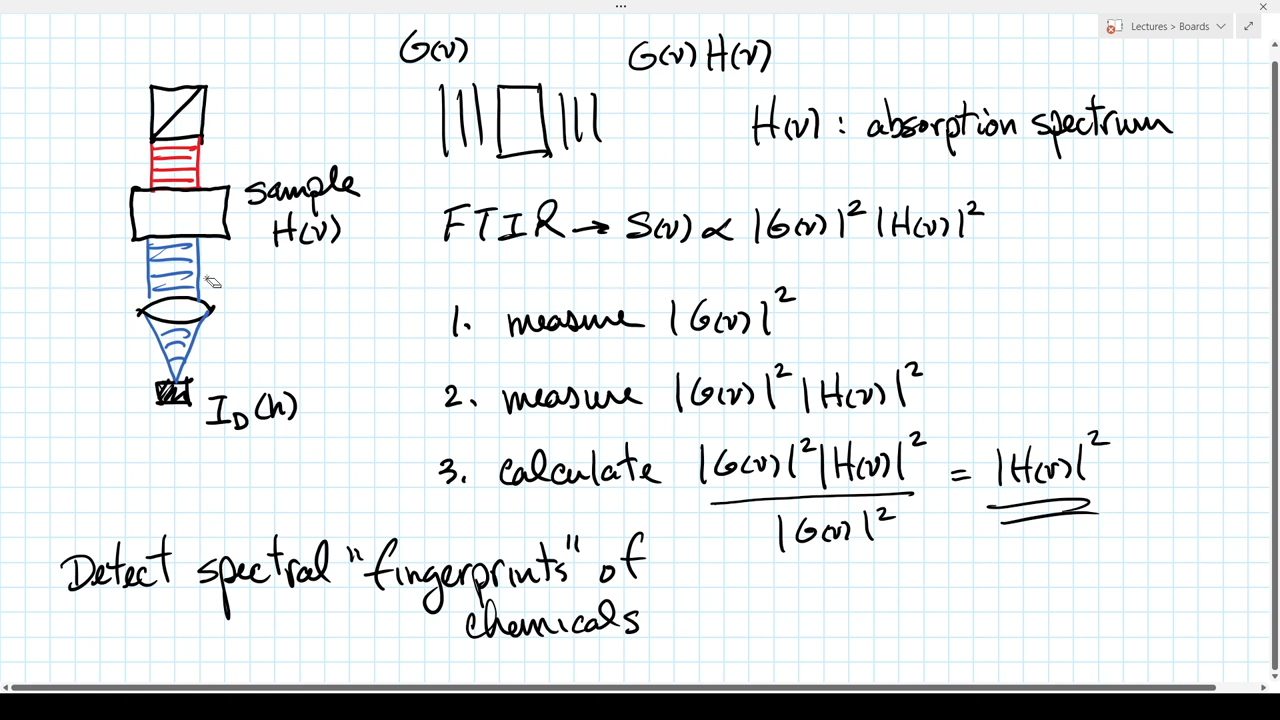 Lectures > Boards
G(ν)
G(ν) H(ν)
H(ν) : absorption spectrum
sample
H(ν)
FTIR → S(ν) ∝ |G(ν)|² |H(ν)|²
1. measure |G(ν)|²
2. measure |G(ν)|² |H(ν)|²
I_D(h)
3. calculate |G(ν)|² |H(ν)|² / |G(ν)|² = |H(ν)|²
Detect spectral "fingerprints" of
chemicals